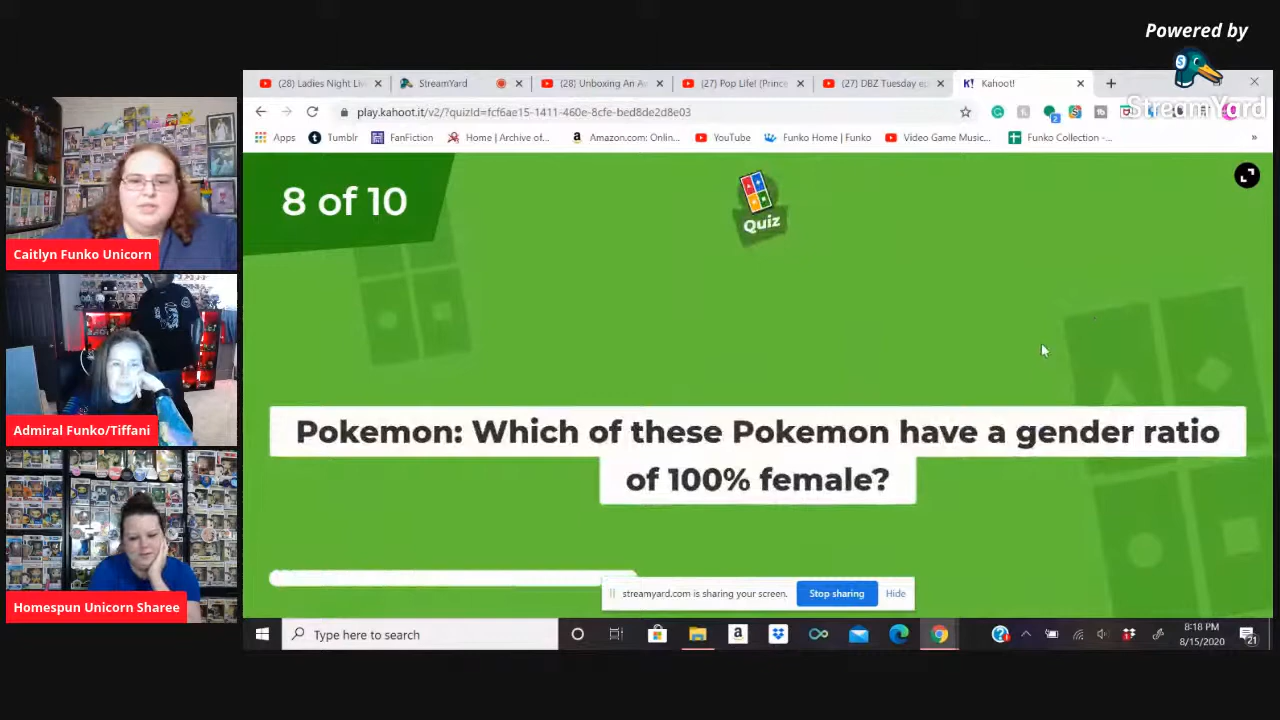 Powered by
StreamYard
(28) Ladies Night Liv
StreamYard
(28) Unboxing An A
(27) Pop Life! (Prince
(27) DBZ Tuesday ep
K! Kahoot!
play.kahoot.it/v2/?quizId=fcf6ae15-1411-460e-8cfe-bed8de2d8e03
Apps
Tumblr
FanFiction
Home | Archive of...
Amazon.com: Onlin...
YouTube
Funko Home | Funko
Video Game Music...
Funko Collection -...
»
8 of 10
Quiz
Caitlyn Funko Unicorn
Admiral Funko/Tiffani
Homespun Unicorn Sharee
Pokemon: Which of these Pokemon have a gender ratio
of 100% female?
streamyard.com is sharing your screen.
Stop sharing
Hide
Type here to search
8:18 PM
8/15/2020
21